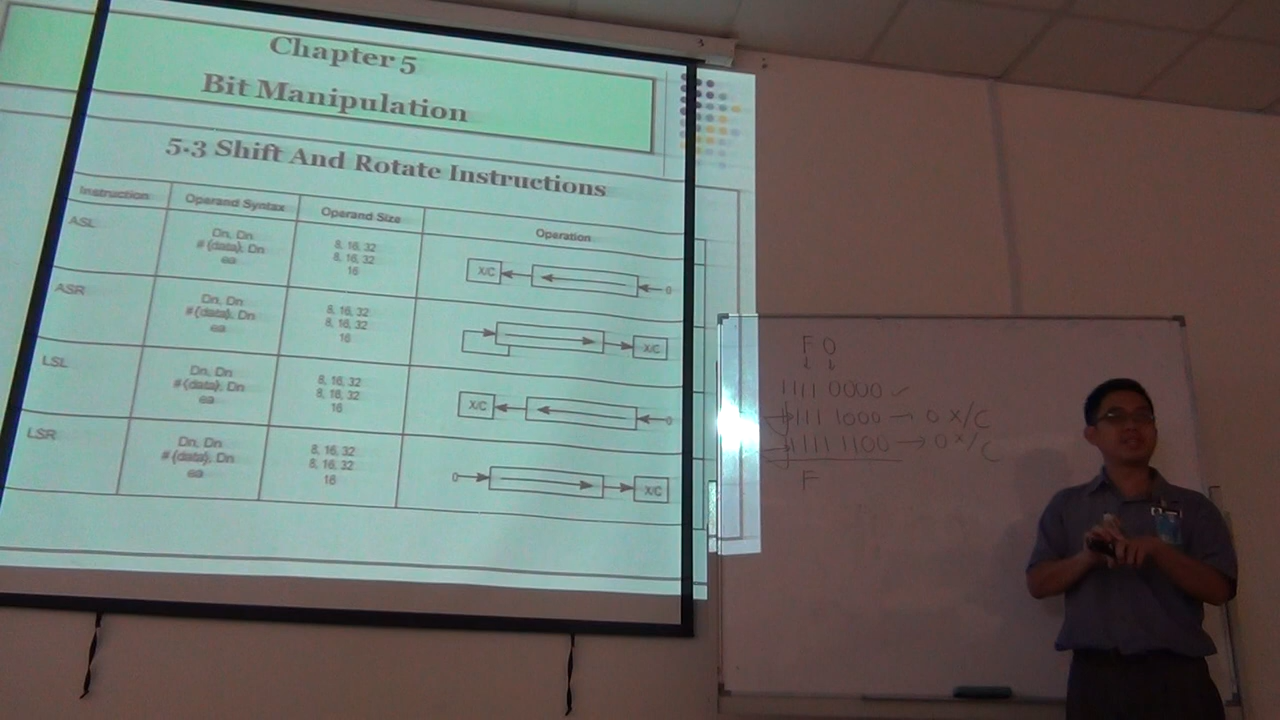 Chapter 5
Bit Manipulation
5.3 Shift And Rotate Instructions
Instruction Operand Syntax Operand Size Operation
ASL
Dn, Dn 8, 16, 32
#⟨data⟩, Dn 8, 16, 32
ea 16
X/C 0
ASR
Dn, Dn 8, 16, 32
#⟨data⟩, Dn 8, 16, 32
ea 16
X/C
LSL
Dn, Dn 8, 16, 32
#⟨data⟩, Dn 8, 16, 32
ea 16
X/C 0
LSR
Dn, Dn 8, 16, 32
#⟨data⟩, Dn 8, 16, 32
ea 16
0 X/C
F 0
↓ ↓
1111 0000 ✓
1111 1000 → 0 X/C
1111 1100 → 0 X/C
F